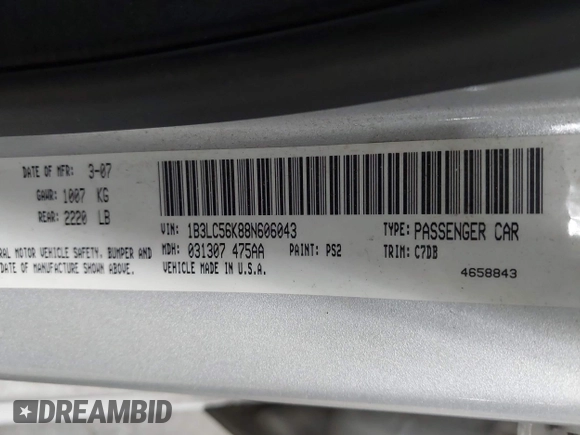 DATE OF MFR: 3-07
GAWR: 1007 KG
REAR: 2220 LB
VIN: 1B3LC56K88N606043
TYPE: PASSENGER CAR
RAL MOTOR VEHICLE SAFETY, BUMPER AND
MDH: 031307 475AA
PAINT: PS2
TRIM: C7DB
DATE OF MANUFACTURE SHOWN ABOVE.
VEHICLE MADE IN U.S.A.
4658843
DREAMBID